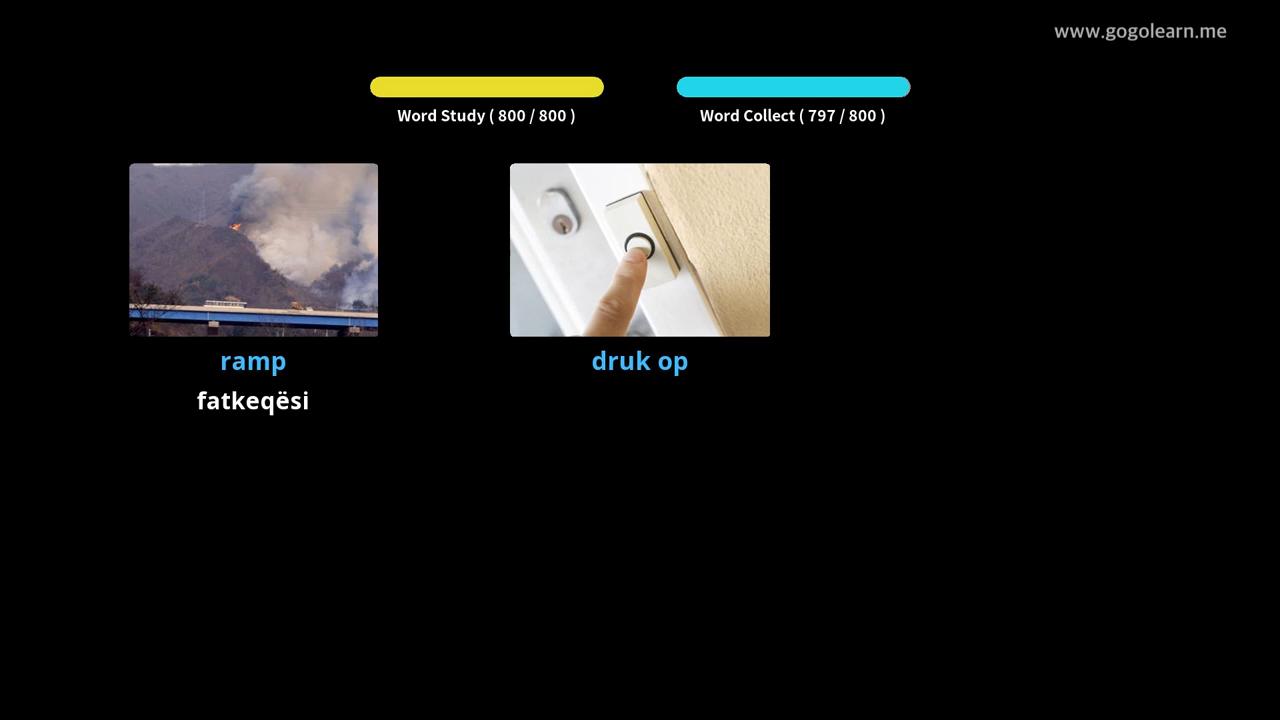 www.gogolearn.me
Word Study ( 800 / 800 )
Word Collect ( 797 / 800 )
ramp
druk op
fatkeqësi